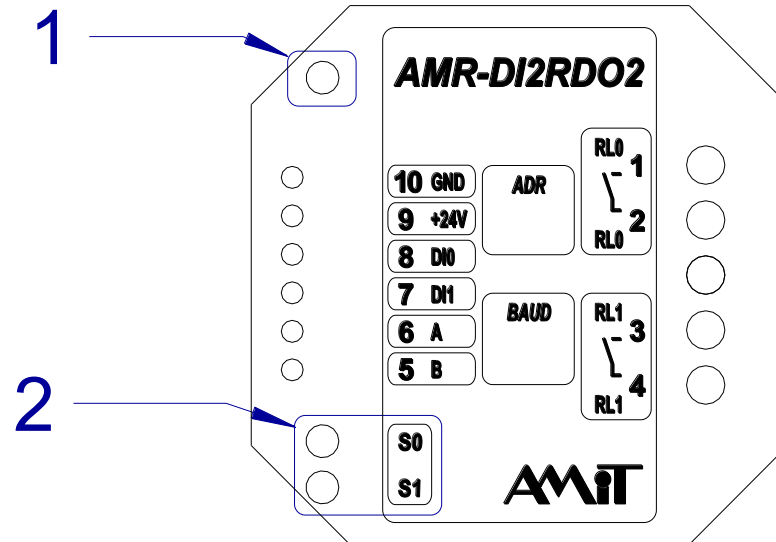 1
AMR-DI2RDO2
RL0
1
2
RL0
10 GND
9 +24V
8 DI0
7 DI1
6 A
5 B
ADR
BAUD
RL1
3
4
RL1
2
S0
S1
AMiT